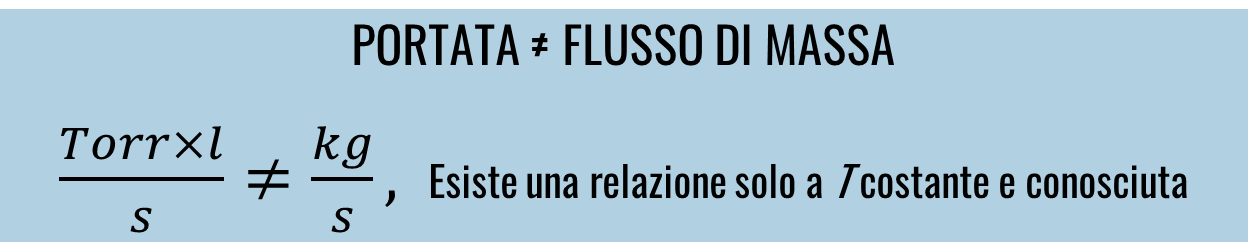 PORTATA ≠ FLUSSO DI MASSA
Torr×l/s ≠ kg/s , Esiste una relazione solo a T costante e conosciuta